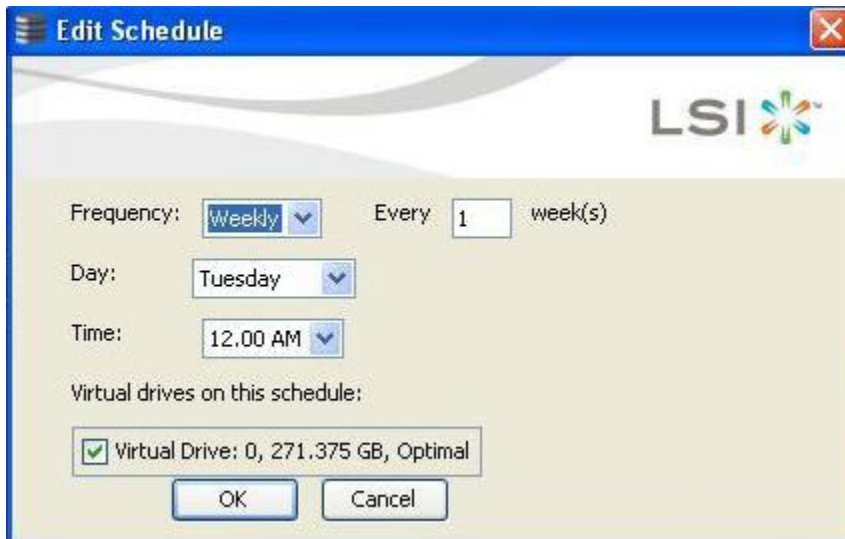 Edit Schedule
LSI
Frequency: Weekly Every 1 week(s)
Day: Tuesday
Time: 12.00 AM
Virtual drives on this schedule:
Virtual Drive: 0, 271.375 GB, Optimal
OK Cancel